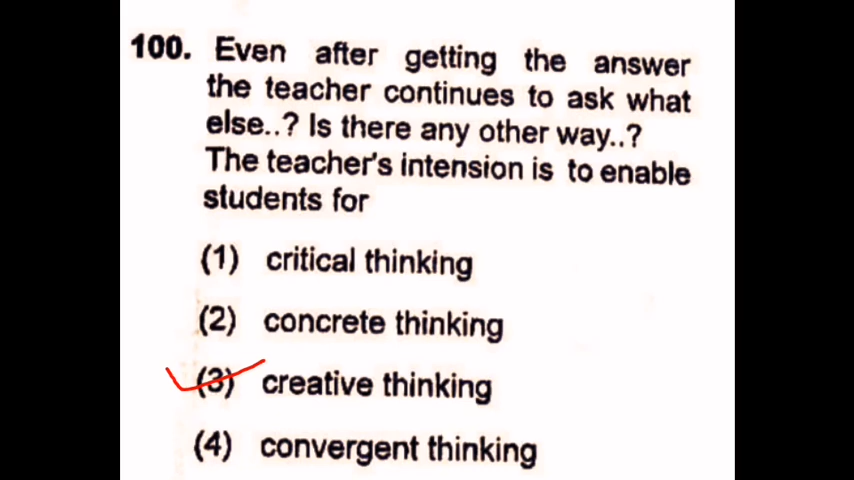 100. Even after getting the answer
the teacher continues to ask what
else..? Is there any other way..?
The teacher's intension is to enable
students for
(1) critical thinking
(2) concrete thinking
(3) creative thinking
(4) convergent thinking